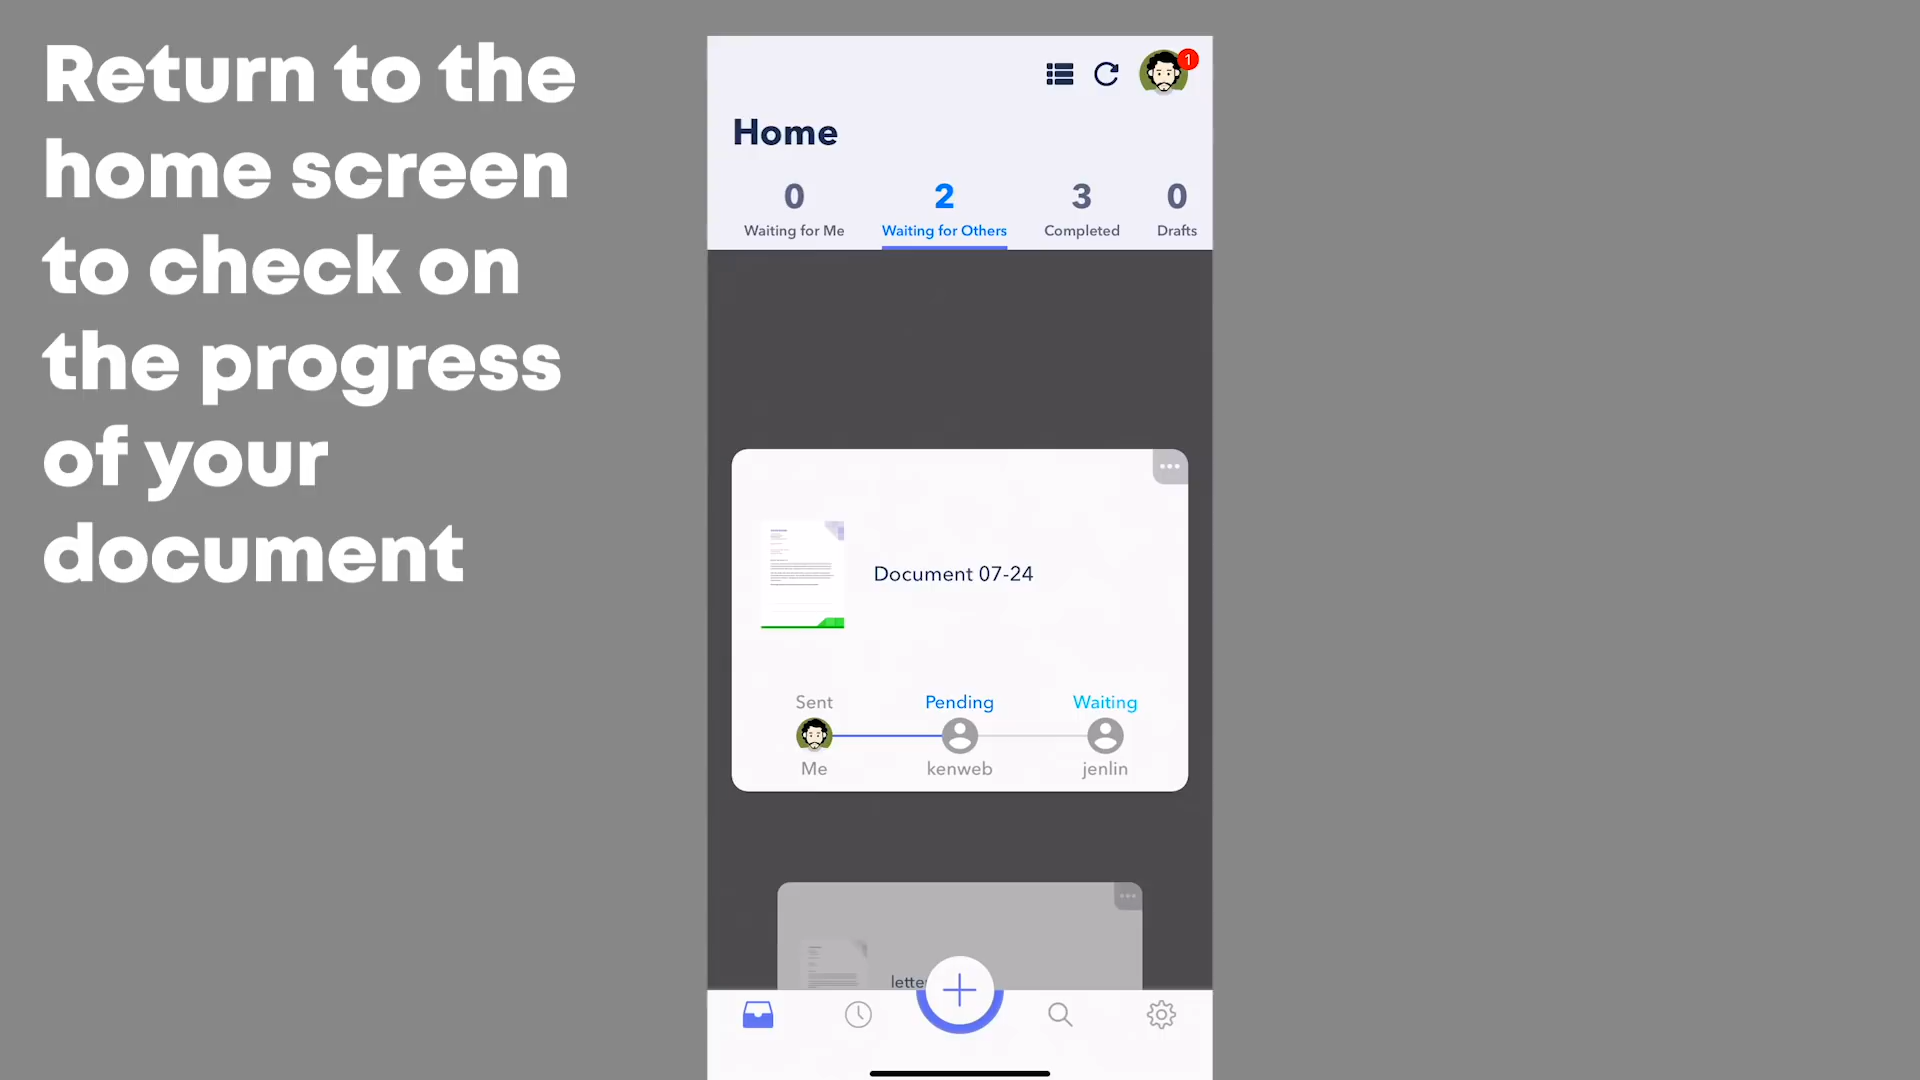 Return to the
home screen
to check on
the progress
of your
document
1
Home
0
2
3
0
Waiting for Me
Waiting for Others
Completed
Drafts
Document 07-24
Sent
Pending
Waiting
Me
kenweb
jenlin